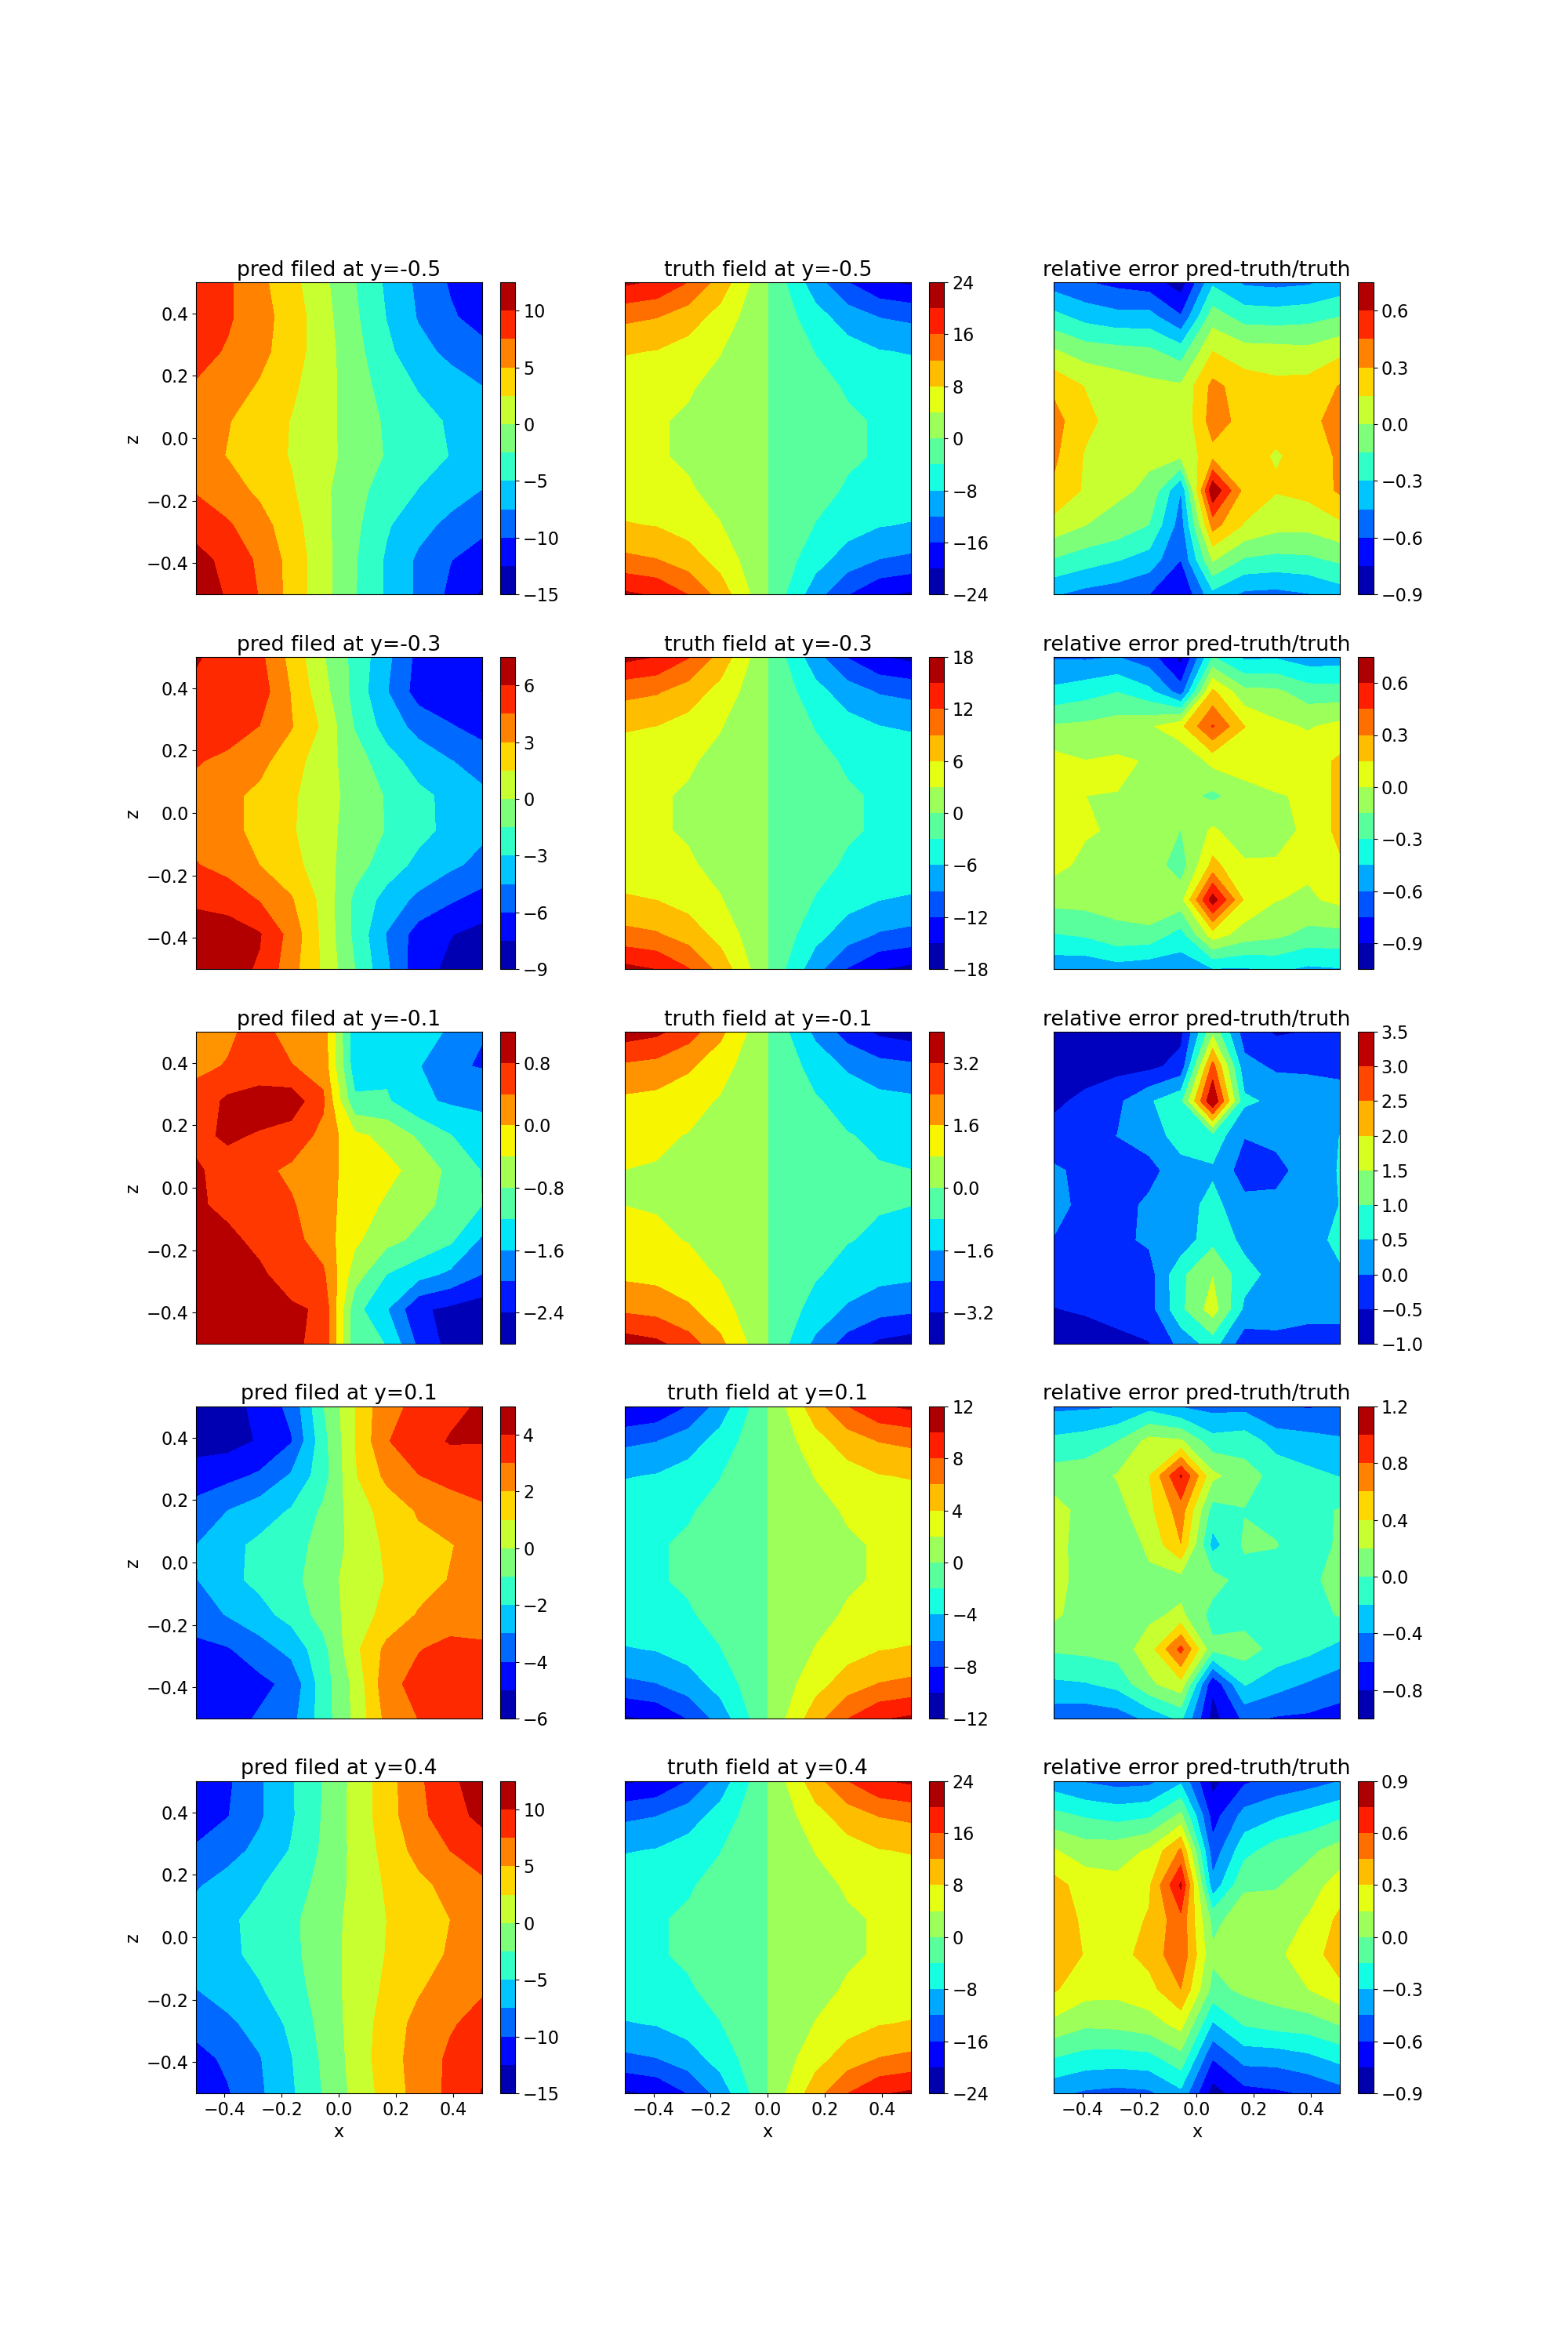 pred filed at y=-0.5 truth field at y=-0.5 relative error pred-truth/truth
z 0.4 0.2 0.0 −0.2 −0.4 10 5 0 −5 −10 −15 24 16 8 0 −8 −16 −24 0.6 0.3 0.0 −0.3 −0.6 −0.9
pred filed at y=-0.3 truth field at y=-0.3 relative error pred-truth/truth
z 0.4 0.2 0.0 −0.2 −0.4 6 3 0 −3 −6 −9 18 12 6 0 −6 −12 −18 0.6 0.3 0.0 −0.3 −0.6 −0.9
pred filed at y=-0.1 truth field at y=-0.1 relative error pred-truth/truth
z 0.4 0.2 0.0 −0.2 −0.4 0.8 0.0 −0.8 −1.6 −2.4 3.2 1.6 0.0 −1.6 −3.2 3.5 3.0 2.5 2.0 1.5 1.0 0.5 0.0 −0.5 −1.0
pred filed at y=0.1 truth field at y=0.1 relative error pred-truth/truth
z 0.4 0.2 0.0 −0.2 −0.4 4 2 0 −2 −4 −6 12 8 4 0 −4 −8 −12 1.2 0.8 0.4 0.0 −0.4 −0.8
pred filed at y=0.4 truth field at y=0.4 relative error pred-truth/truth
z 0.4 0.2 0.0 −0.2 −0.4 10 5 0 −5 −10 −15 24 16 8 0 −8 −16 −24 0.9 0.6 0.3 0.0 −0.3 −0.6 −0.9
−0.4 −0.2 0.0 0.2 0.4 −0.4 −0.2 0.0 0.2 0.4 −0.4 −0.2 0.0 0.2 0.4
x x x